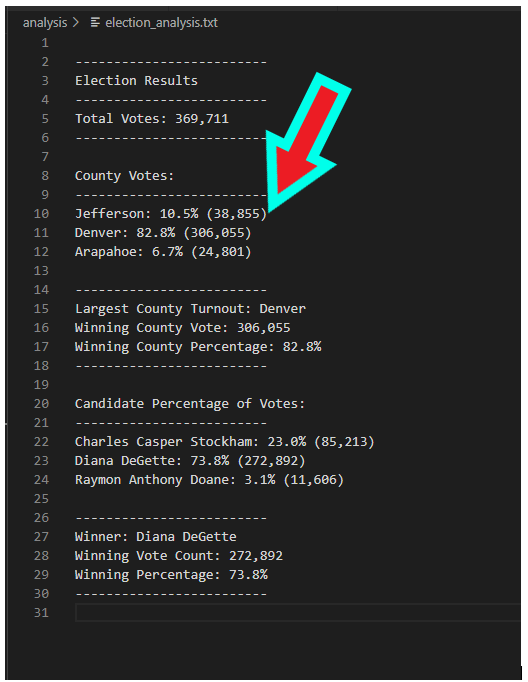 analysis > election_analysis.txt
1
2 -------------------------
3 Election Results
4 -------------------------
5 Total Votes: 369,711
6 -------------------------
7
8 County Votes:
9 -------------------------
10 Jefferson: 10.5% (38,855)
11 Denver: 82.8% (306,055)
12 Arapahoe: 6.7% (24,801)
13
14 -------------------------
15 Largest County Turnout: Denver
16 Winning County Vote: 306,055
17 Winning County Percentage: 82.8%
18 -------------------------
19
20 Candidate Percentage of Votes:
21 -------------------------
22 Charles Casper Stockham: 23.0% (85,213)
23 Diana DeGette: 73.8% (272,892)
24 Raymon Anthony Doane: 3.1% (11,606)
25
26 -------------------------
27 Winner: Diana DeGette
28 Winning Vote Count: 272,892
29 Winning Percentage: 73.8%
30 -------------------------
31